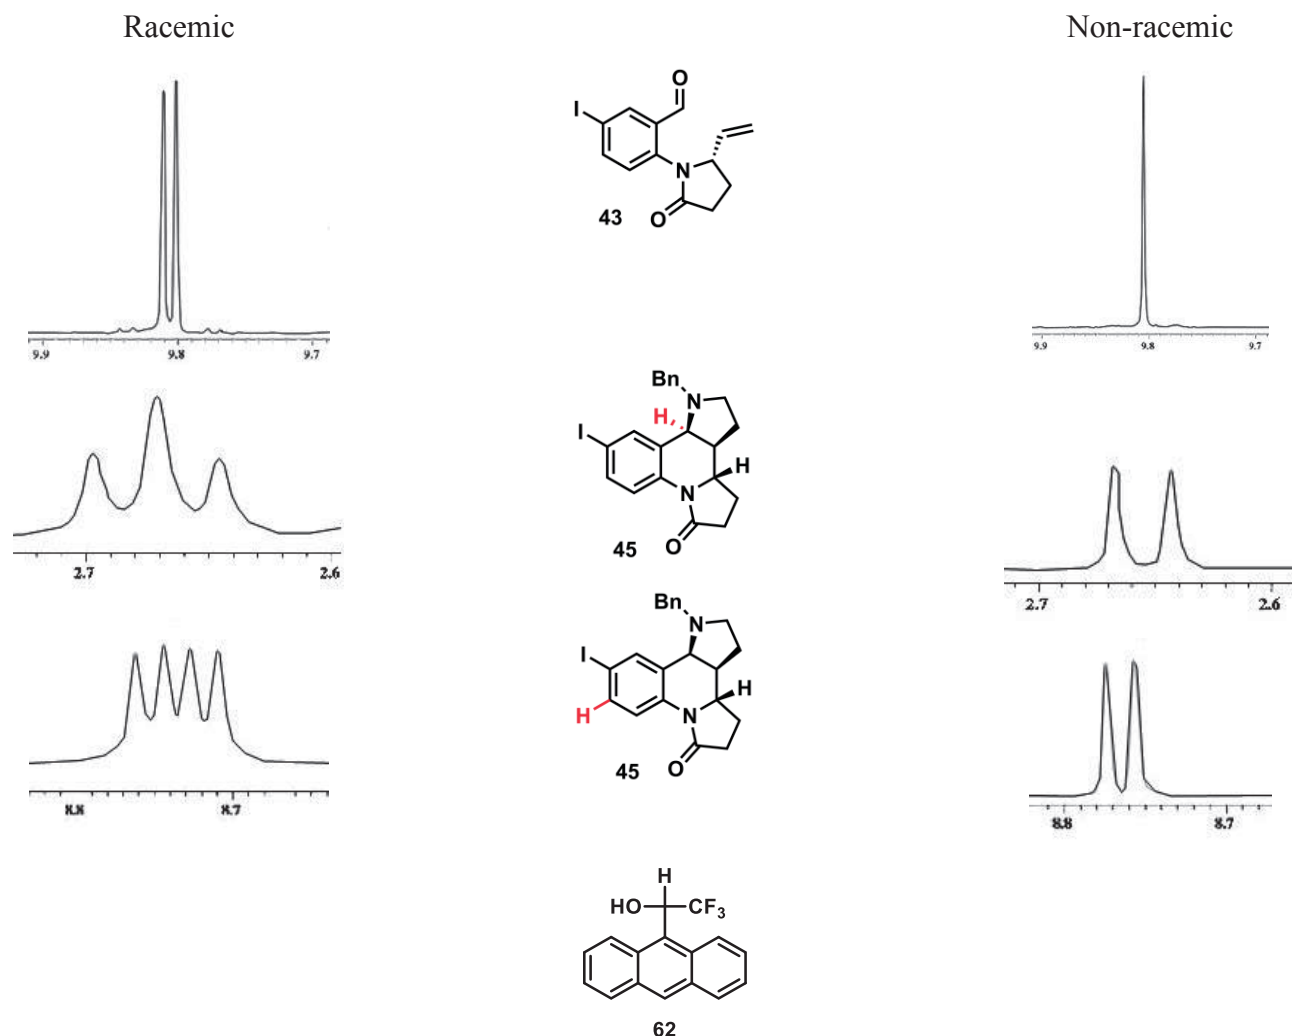 Racemic
Non-racemic
O
I
N
O
43
9.9 9.8 9.7
9.9 9.8 9.7
Bn
N
H
I
H
N
O
45
2.7 2.6
2.7 2.6
Bn
N
I
H
H
N
O
45
8.8 8.7
8.8 8.7
H
HO CF3
62